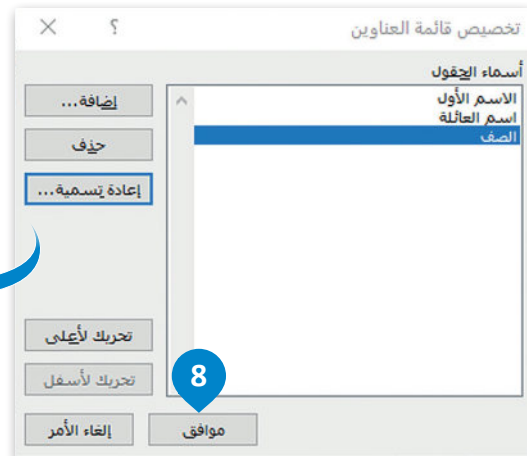 تخصيص قائمة العناوين
؟
أسماء الحقول
الاسم الأول
اسم العائلة
الصف
إضافة...
حذف
إعادة تسمية...
تحريك لأعلى
تحريك لأسفل
8
موافق
إلغاء الأمر